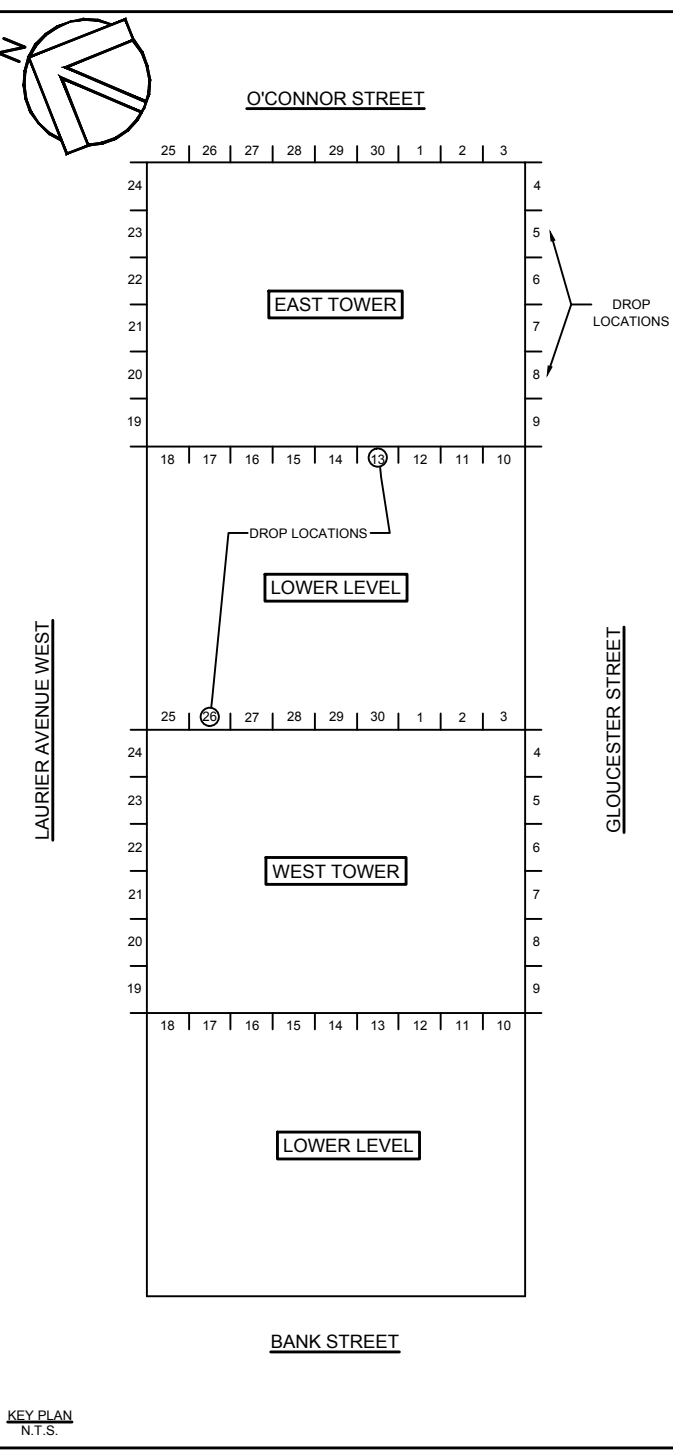 N
O'CONNOR STREET
25 26 27 28 29 30 1 2 3
24 4
23 5
22 6
EAST TOWER
DROP
LOCATIONS
21 7
20 8
19 9
18 17 16 15 14 13 12 11 10
DROP LOCATIONS
LOWER LEVEL
LAURIER AVENUE WEST
GLOUCESTER STREET
25 26 27 28 29 30 1 2 3
24 4
23 5
22 6
WEST TOWER
21 7
20 8
19 9
18 17 16 15 14 13 12 11 10
LOWER LEVEL
BANK STREET
KEY PLAN
N.T.S.